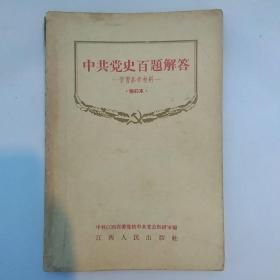 中共党史百题解答
—学习参考材料—
·增订本·
中共江西省委党校中共党史教研室编
江西人民出版社